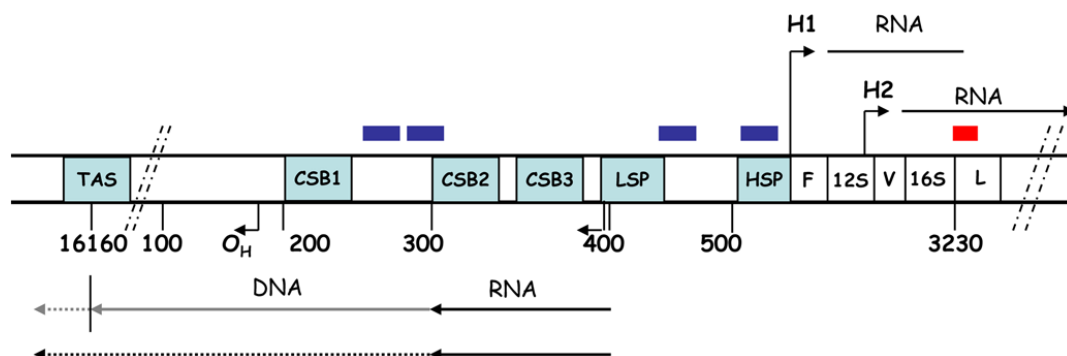 H1 RNA
H2 RNA
TAS CSB1 CSB2 CSB3 LSP HSP F 12S V 16S L
16160 100 OH 200 300 400 500 3230
DNA RNA